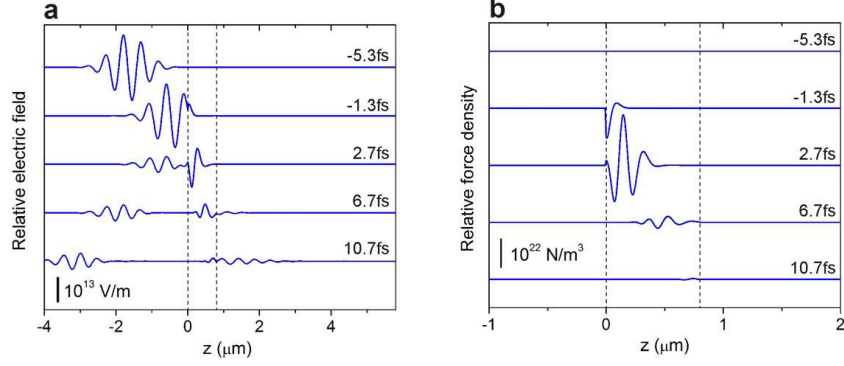 a
Relative electric field
-5.3fs
-1.3fs
2.7fs
6.7fs
10.7fs
10¹³ V/m
-4 -2 0 2 4
z (μm)
b
Relative force density
-5.3fs
-1.3fs
2.7fs
6.7fs
10.7fs
10²² N/m³
-1 0 1 2
z (μm)